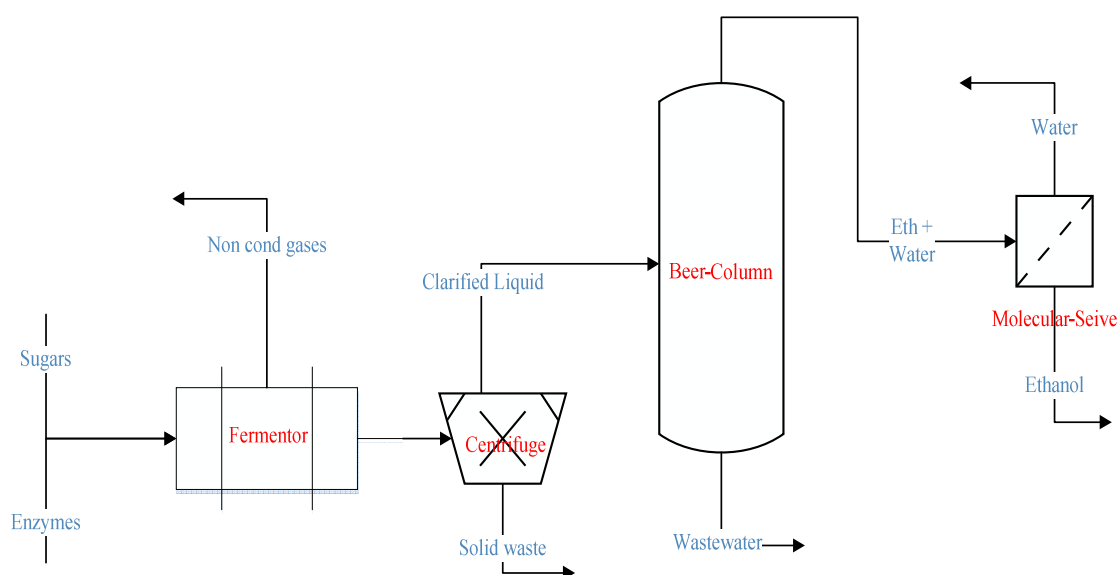 Water
Non cond gases
Eth +
Water
Clarified Liquid
Beer-Column
Molecular-Seive
Sugars
Ethanol
Fermentor
Centrifuge
Enzymes
Solid waste
Wastewater